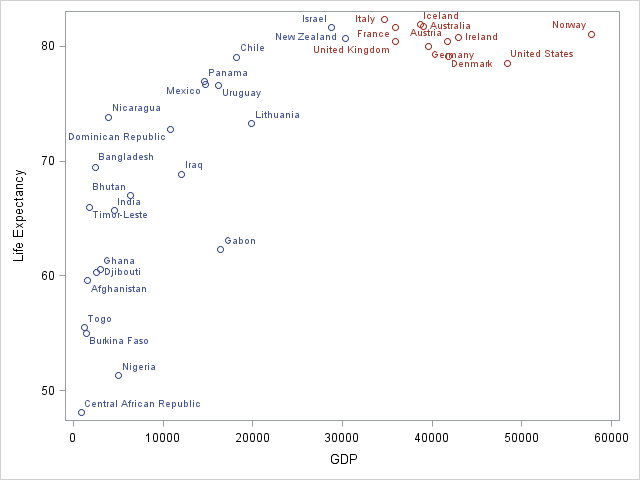 Israel
Italy
Iceland
Australia
Norway
New Zealand
France
Austria
Ireland
United Kingdom
Germany
Denmark
United States
Chile
Panama
Mexico
Uruguay
Nicaragua
Lithuania
Dominican Republic
Bangladesh
Iraq
Bhutan
India
Timor-Leste
Gabon
Ghana
Djibouti
Afghanistan
Togo
Burkina Faso
Nigeria
Central African Republic
80
70
60
50
Life Expectancy
0 10000 20000 30000 40000 50000 60000
GDP